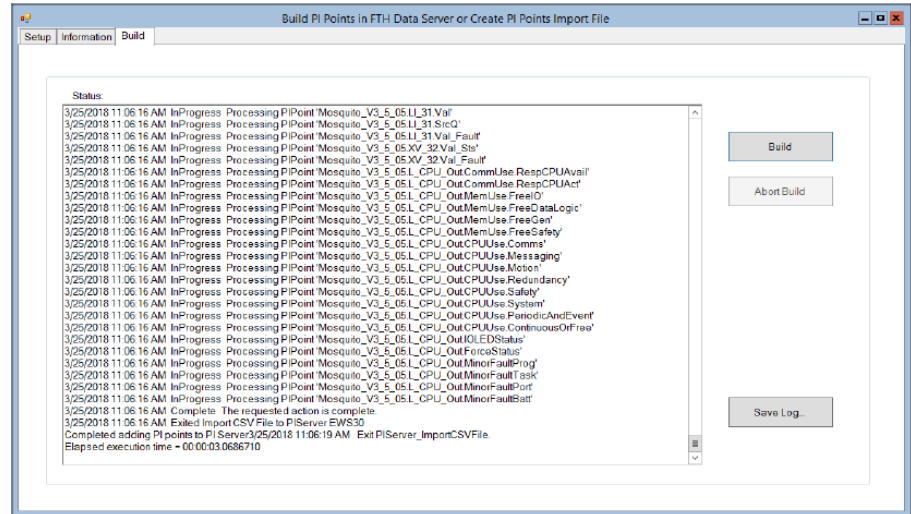 Build PI Points in FTH Data Server or Create PI Points Import File
Setup Information Build
Status:
3/25/2018 11:06:16 AM InProgress Processing PIPoint 'Mosquito_V3_5_05.LI_31.Val'
3/25/2018 11:06:16 AM InProgress Processing PIPoint 'Mosquito_V3_5_05.LI_31.SrcQ'
3/25/2018 11:06:16 AM InProgress Processing PIPoint 'Mosquito_V3_5_05.LI_31.Val_Fault'
3/25/2018 11:06:16 AM InProgress Processing PIPoint 'Mosquito_V3_5_05.XV_32.Val_Sts'
3/25/2018 11:06:16 AM InProgress Processing PIPoint 'Mosquito_V3_5_05.XV_32.Val_Fault'
3/25/2018 11:06:16 AM InProgress Processing PIPoint 'Mosquito_V3_5_05.L_CPU_Out.CommUse.RespCPUAvail'
3/25/2018 11:06:16 AM InProgress Processing PIPoint 'Mosquito_V3_5_05.L_CPU_Out.CommUse.RespCPUAct'
3/25/2018 11:06:16 AM InProgress Processing PIPoint 'Mosquito_V3_5_05.L_CPU_Out.MemUse.FreeIO'
3/25/2018 11:06:16 AM InProgress Processing PIPoint 'Mosquito_V3_5_05.L_CPU_Out.MemUse.FreeDataLogic'
3/25/2018 11:06:16 AM InProgress Processing PIPoint 'Mosquito_V3_5_05.L_CPU_Out.MemUse.FreeGen'
3/25/2018 11:06:16 AM InProgress Processing PIPoint 'Mosquito_V3_5_05.L_CPU_Out.MemUse.FreeSafety'
3/25/2018 11:06:16 AM InProgress Processing PIPoint 'Mosquito_V3_5_05.L_CPU_Out.CPUUse.Comms'
3/25/2018 11:06:16 AM InProgress Processing PIPoint 'Mosquito_V3_5_05.L_CPU_Out.CPUUse.Messaging'
3/25/2018 11:06:16 AM InProgress Processing PIPoint 'Mosquito_V3_5_05.L_CPU_Out.CPUUse.Motion'
3/25/2018 11:06:16 AM InProgress Processing PIPoint 'Mosquito_V3_5_05.L_CPU_Out.CPUUse.Redundancy'
3/25/2018 11:06:16 AM InProgress Processing PIPoint 'Mosquito_V3_5_05.L_CPU_Out.CPUUse.Safety'
3/25/2018 11:06:16 AM InProgress Processing PIPoint 'Mosquito_V3_5_05.L_CPU_Out.CPUUse.System'
3/25/2018 11:06:16 AM InProgress Processing PIPoint 'Mosquito_V3_5_05.L_CPU_Out.CPUUse.PeriodicAndEvent'
3/25/2018 11:06:16 AM InProgress Processing PIPoint 'Mosquito_V3_5_05.L_CPU_Out.CPUUse.ContinuousOrFree'
3/25/2018 11:06:16 AM InProgress Processing PIPoint 'Mosquito_V3_5_05.L_CPU_Out.IOLEDStatus'
3/25/2018 11:06:16 AM InProgress Processing PIPoint 'Mosquito_V3_5_05.L_CPU_Out.ForceStatus'
3/25/2018 11:06:16 AM InProgress Processing PIPoint 'Mosquito_V3_5_05.L_CPU_Out.MinorFaultProg'
3/25/2018 11:06:16 AM InProgress Processing PIPoint 'Mosquito_V3_5_05.L_CPU_Out.MinorFaultTask'
3/25/2018 11:06:16 AM InProgress Processing PIPoint 'Mosquito_V3_5_05.L_CPU_Out.MinorFaultPort'
3/25/2018 11:06:16 AM InProgress Processing PIPoint 'Mosquito_V3_5_05.L_CPU_Out.MinorFaultBatt'
3/25/2018 11:06:16 AM Complete The requested action is complete.
3/25/2018 11:06:16 AM Exited Import CSV File to PIServer EWS30
Completed adding PI points to PI Server3/25/2018 11:06:19 AM Exit PIServer_ImportCSVFile.
Elapsed execution time = 00:00:03.0686710
Build
Abort Build
Save Log...